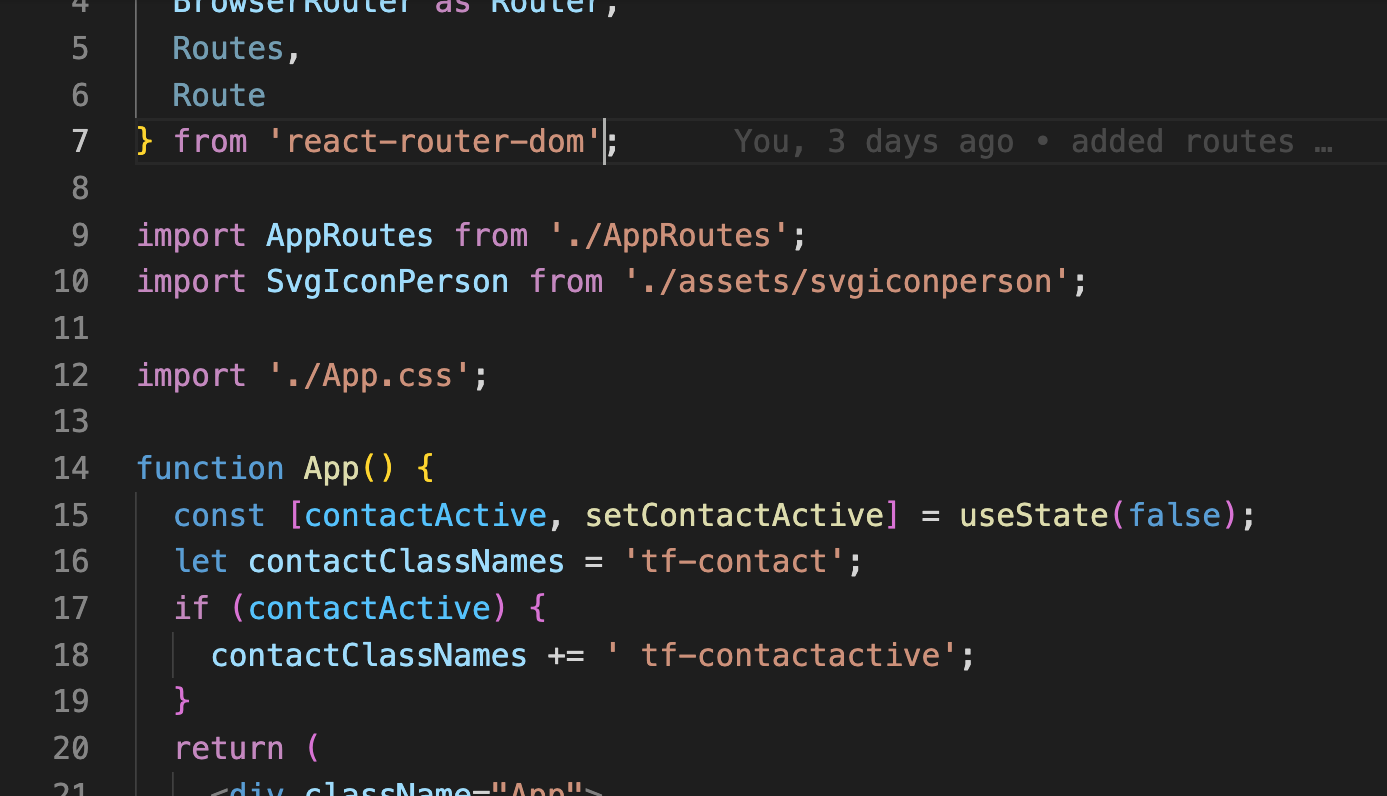 4 BrowserRouter as Router,
5 Routes,
6 Route
7 } from 'react-router-dom'; You, 3 days ago • added routes …
8
9 import AppRoutes from './AppRoutes';
10 import SvgIconPerson from './assets/svgiconperson';
11
12 import './App.css';
13
14 function App() {
15 const [contactActive, setContactActive] = useState(false);
16 let contactClassNames = 'tf-contact';
17 if (contactActive) {
18 contactClassNames += ' tf-contactactive';
19 }
20 return (
21 <div className="App">